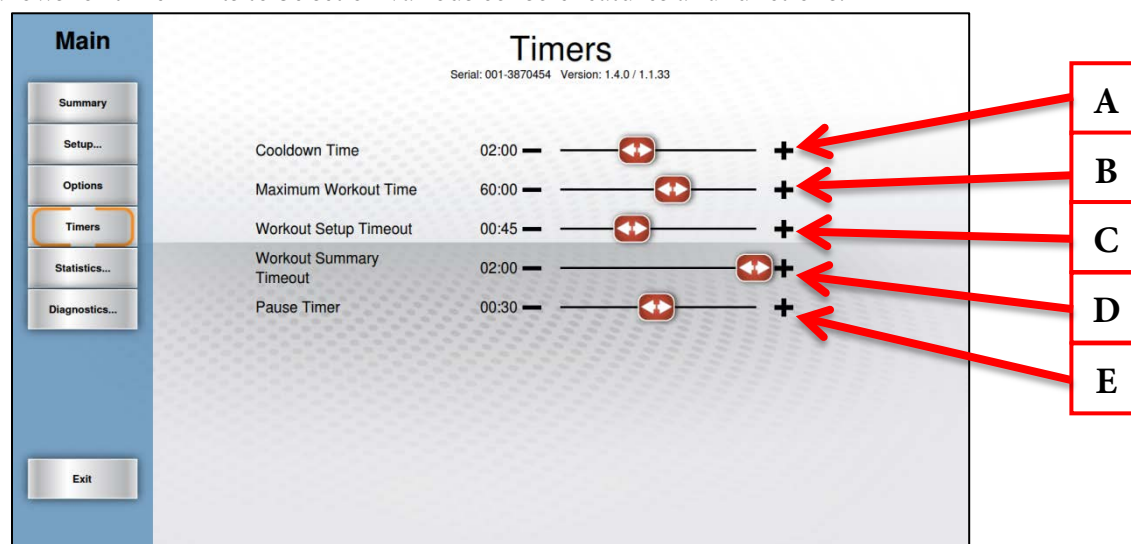 Main
Timers
Serial: 001-3870454 Version: 1.4.0 / 1.1.33
Summary
Setup...
Options
Timers
Statistics...
Diagnostics...
Exit
Cooldown Time 02:00
Maximum Workout Time 60:00
Workout Setup Timeout 00:45
Workout Summary
Timeout 02:00
Pause Timer 00:30
A
B
C
D
E